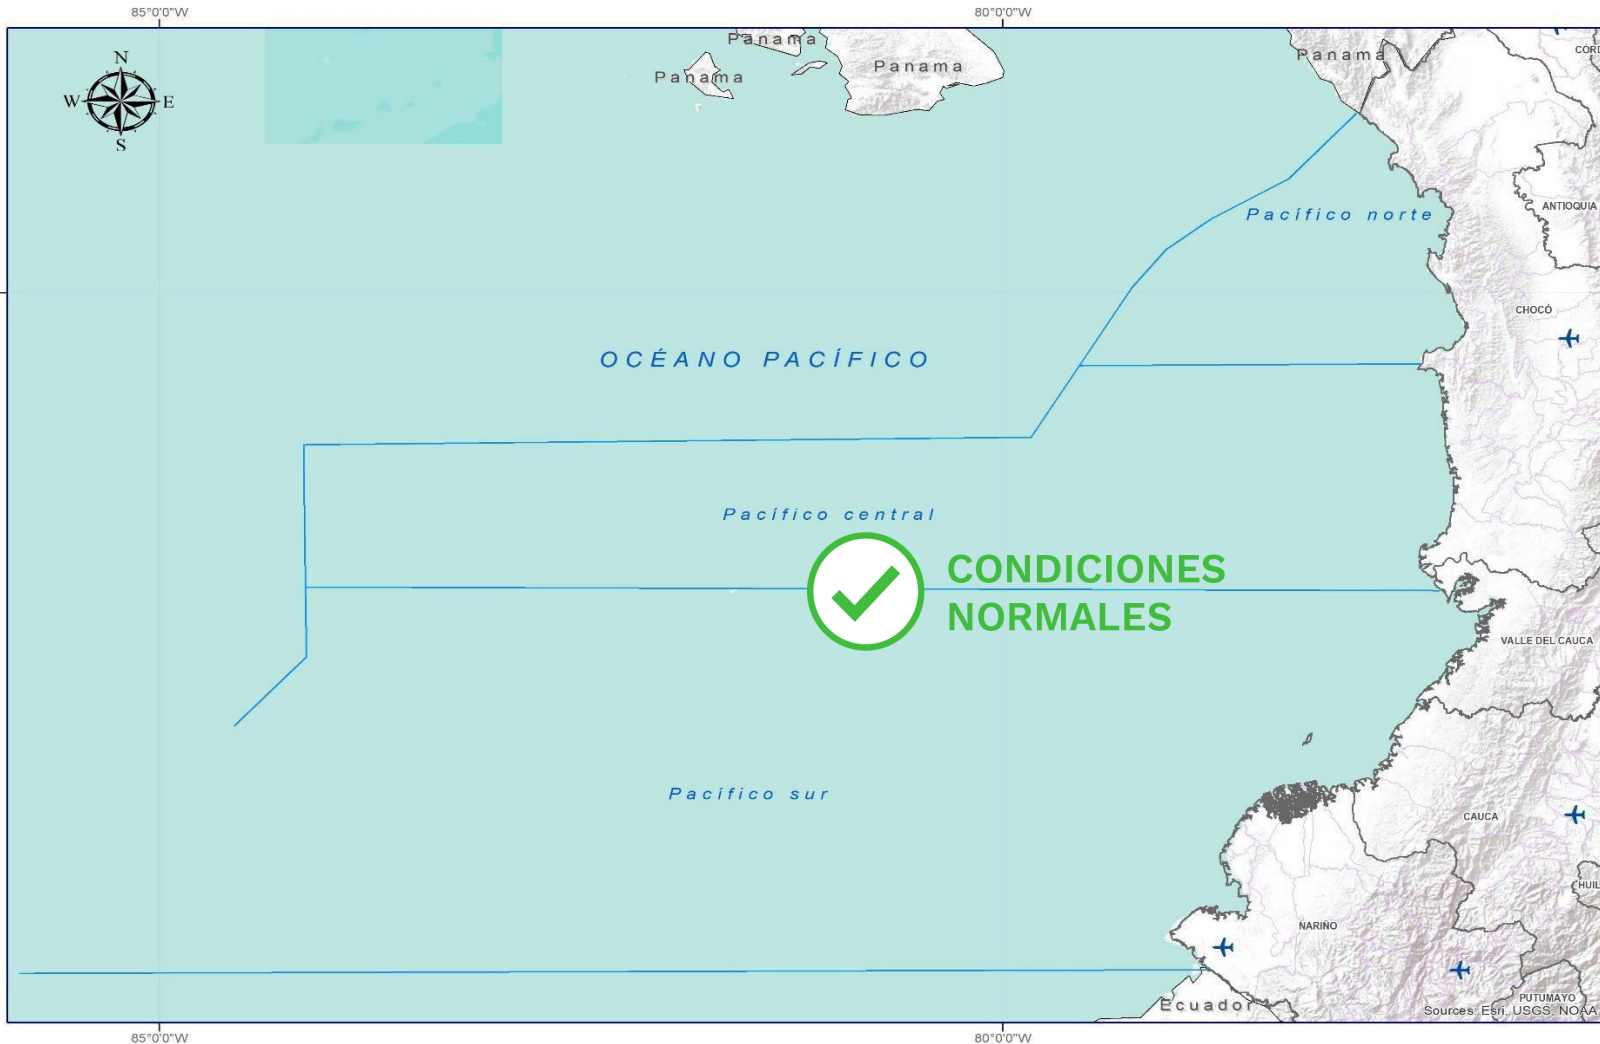 85°0'0"W
80°0'0"W
Panama
Panama
Panama
Panama
N
W
E
S
ANTIOQUIA
Pacífico norte
CHOCÓ
OCÉANO PACÍFICO
Pacífico central
CONDICIONES
NORMALES
VALLE DEL CAUCA
Pacífico sur
CAUCA
HUIL
NARIÑO
PUTUMAYO
Ecuador
Sources: Esri, USGS, NOAA
85°0'0"W
80°0'0"W